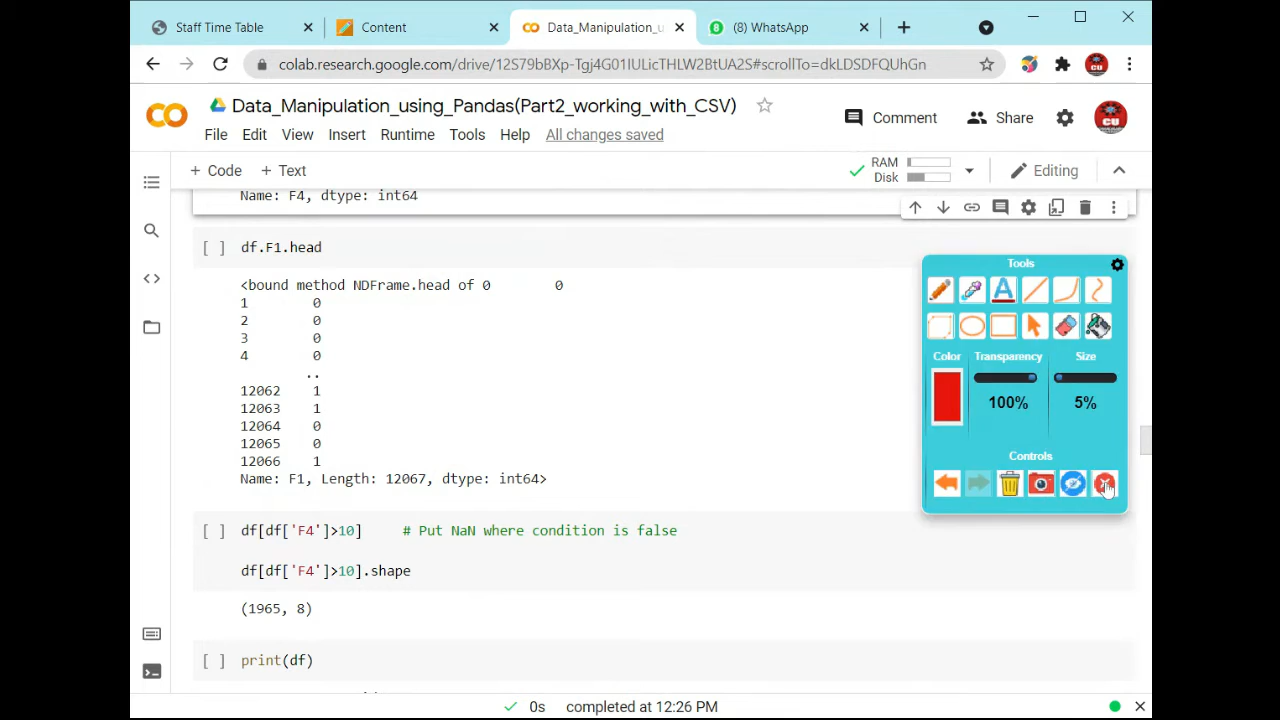 Staff Time Table
Content
Data_Manipulation_u
(8) WhatsApp
colab.research.google.com/drive/12S79bBXp-Tgj4G01IULicTHLW2BtUA2S#scrollTo=dkLDSDFQUhGn
Data_Manipulation_using_Pandas(Part2_working_with_CSV)
File Edit View Insert Runtime Tools Help All changes saved
Comment
Share
+ Code + Text
RAM
Disk
Editing
Name: F4, dtype: int64
[ ] df.F1.head
<bound method NDFrame.head of 0        0
1        0
2        0
3        0
4        0
..
12062    1
12063    1
12064    0
12065    0
12066    1
Name: F1, Length: 12067, dtype: int64>
[ ] df[df['F4']>10]     # Put NaN where condition is false
df[df['F4']>10].shape
(1965, 8)
[ ] print(df)
Tools
Color Transparency Size
100% 5%
Controls
0s completed at 12:26 PM